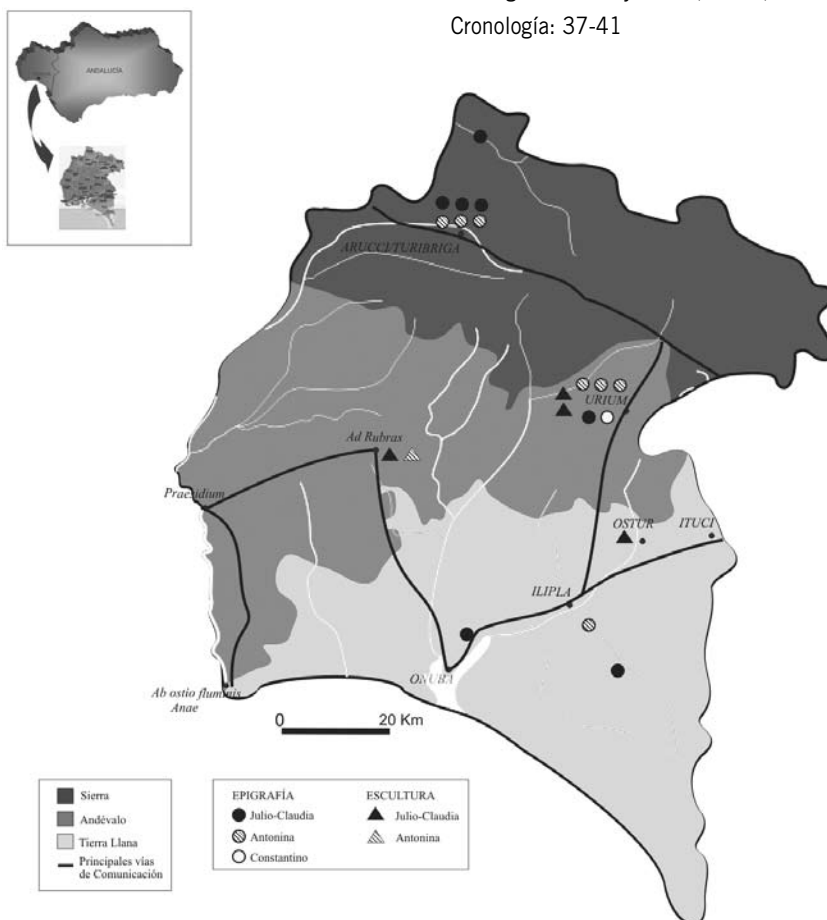 Cronología: 37-41
ANDALUCÍA
ARUCCI/TURIBRIGA
URIUM
Ad Rubras
Praesidium
OSTUR
ITUCI
ILIPLA
ONUBA
Ab ostio fluminis
Anae
0 20 Km
Sierra
Andévalo
Tierra Llana
Principales vías
de Comunicación
EPIGRAFÍA
Julio-Claudia
Antonina
Constantino
ESCULTURA
Julio-Claudia
Antonina